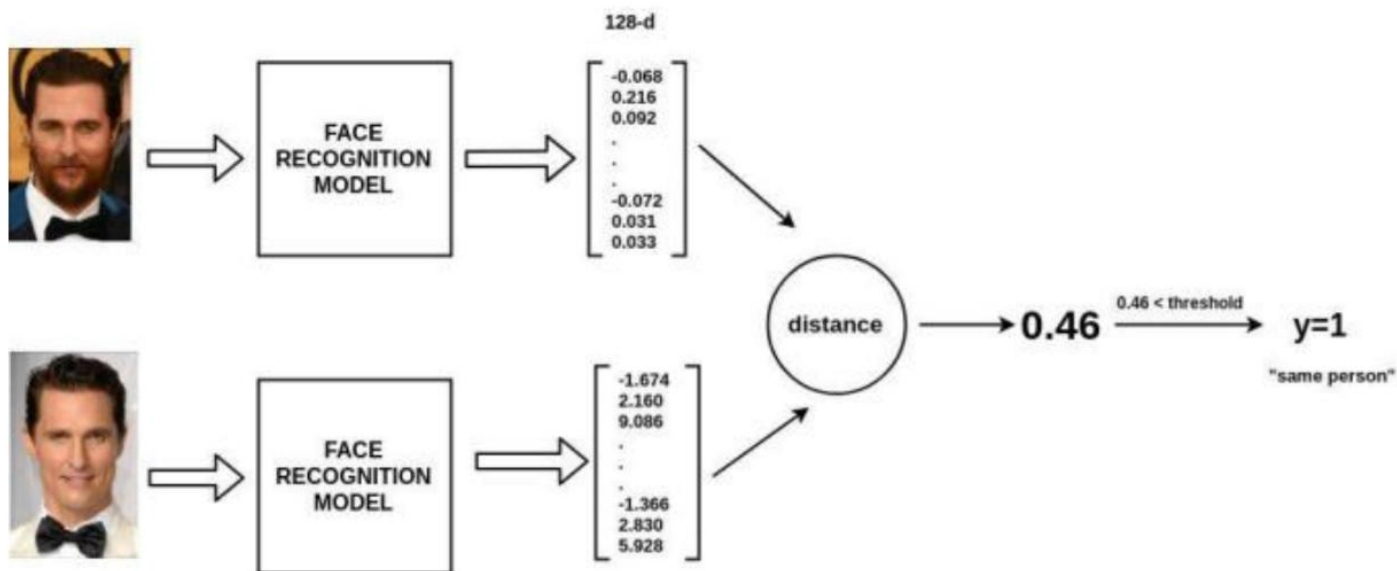 128-d
FACE
RECOGNITION
MODEL
-0.068
0.216
0.092
.
.
.
-0.072
0.031
0.033
distance
0.46
0.46 < threshold
y=1
"same person"
FACE
RECOGNITION
MODEL
-1.674
2.160
9.086
.
.
.
-1.366
2.830
5.928